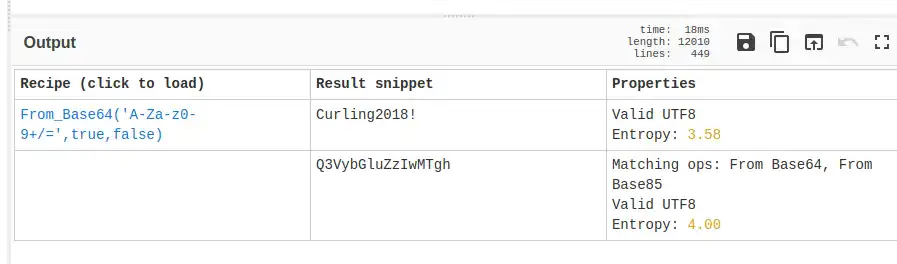 Output
time: 18ms
length: 12010
lines: 449
Recipe (click to load)
Result snippet
Properties
From_Base64('A-Za-z0-
9+/=',true,false)
Curling2018!
Valid UTF8
Entropy: 3.58
Q3VybGluZzIwMTgh
Matching ops: From Base64, From
Base85
Valid UTF8
Entropy: 4.00